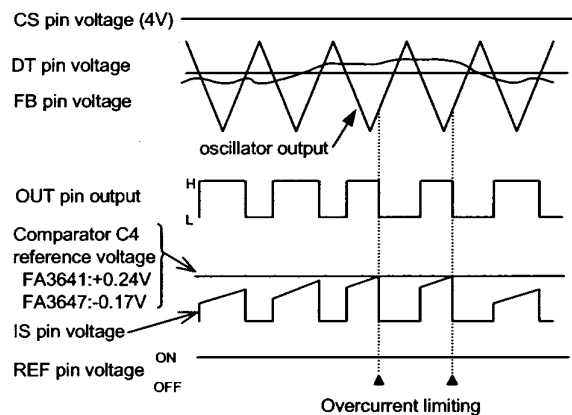 CS pin voltage (4V)
DT pin voltage
FB pin voltage
oscillator output
OUT pin output
H
L
Comparator C4
reference voltage
FA3641:+0.24V
FA3647:-0.17V
IS pin voltage
REF pin voltage
ON
OFF
Overcurrent limiting